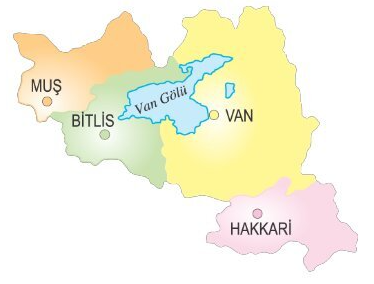 MUŞ
Van Gölü
BİTLİS
VAN
HAKKARİ